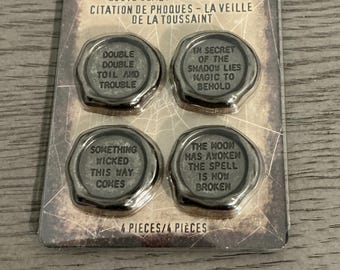 CITATION DE PHOQUES – LA VEILLE
DE LA TOUSSAINT
DOUBLE
DOUBLE
TOIL AND
TROUBLE
IN SECRET
OF THE
SHADOW LIES
MAGIC TO
BEHOLD
SOMETHING
WICKED
THIS WAY
COMES
THE MOON
HAS AWOKEN
THE SPELL
IS NOW
BROKEN
4 PIECES/4 PIÈCES